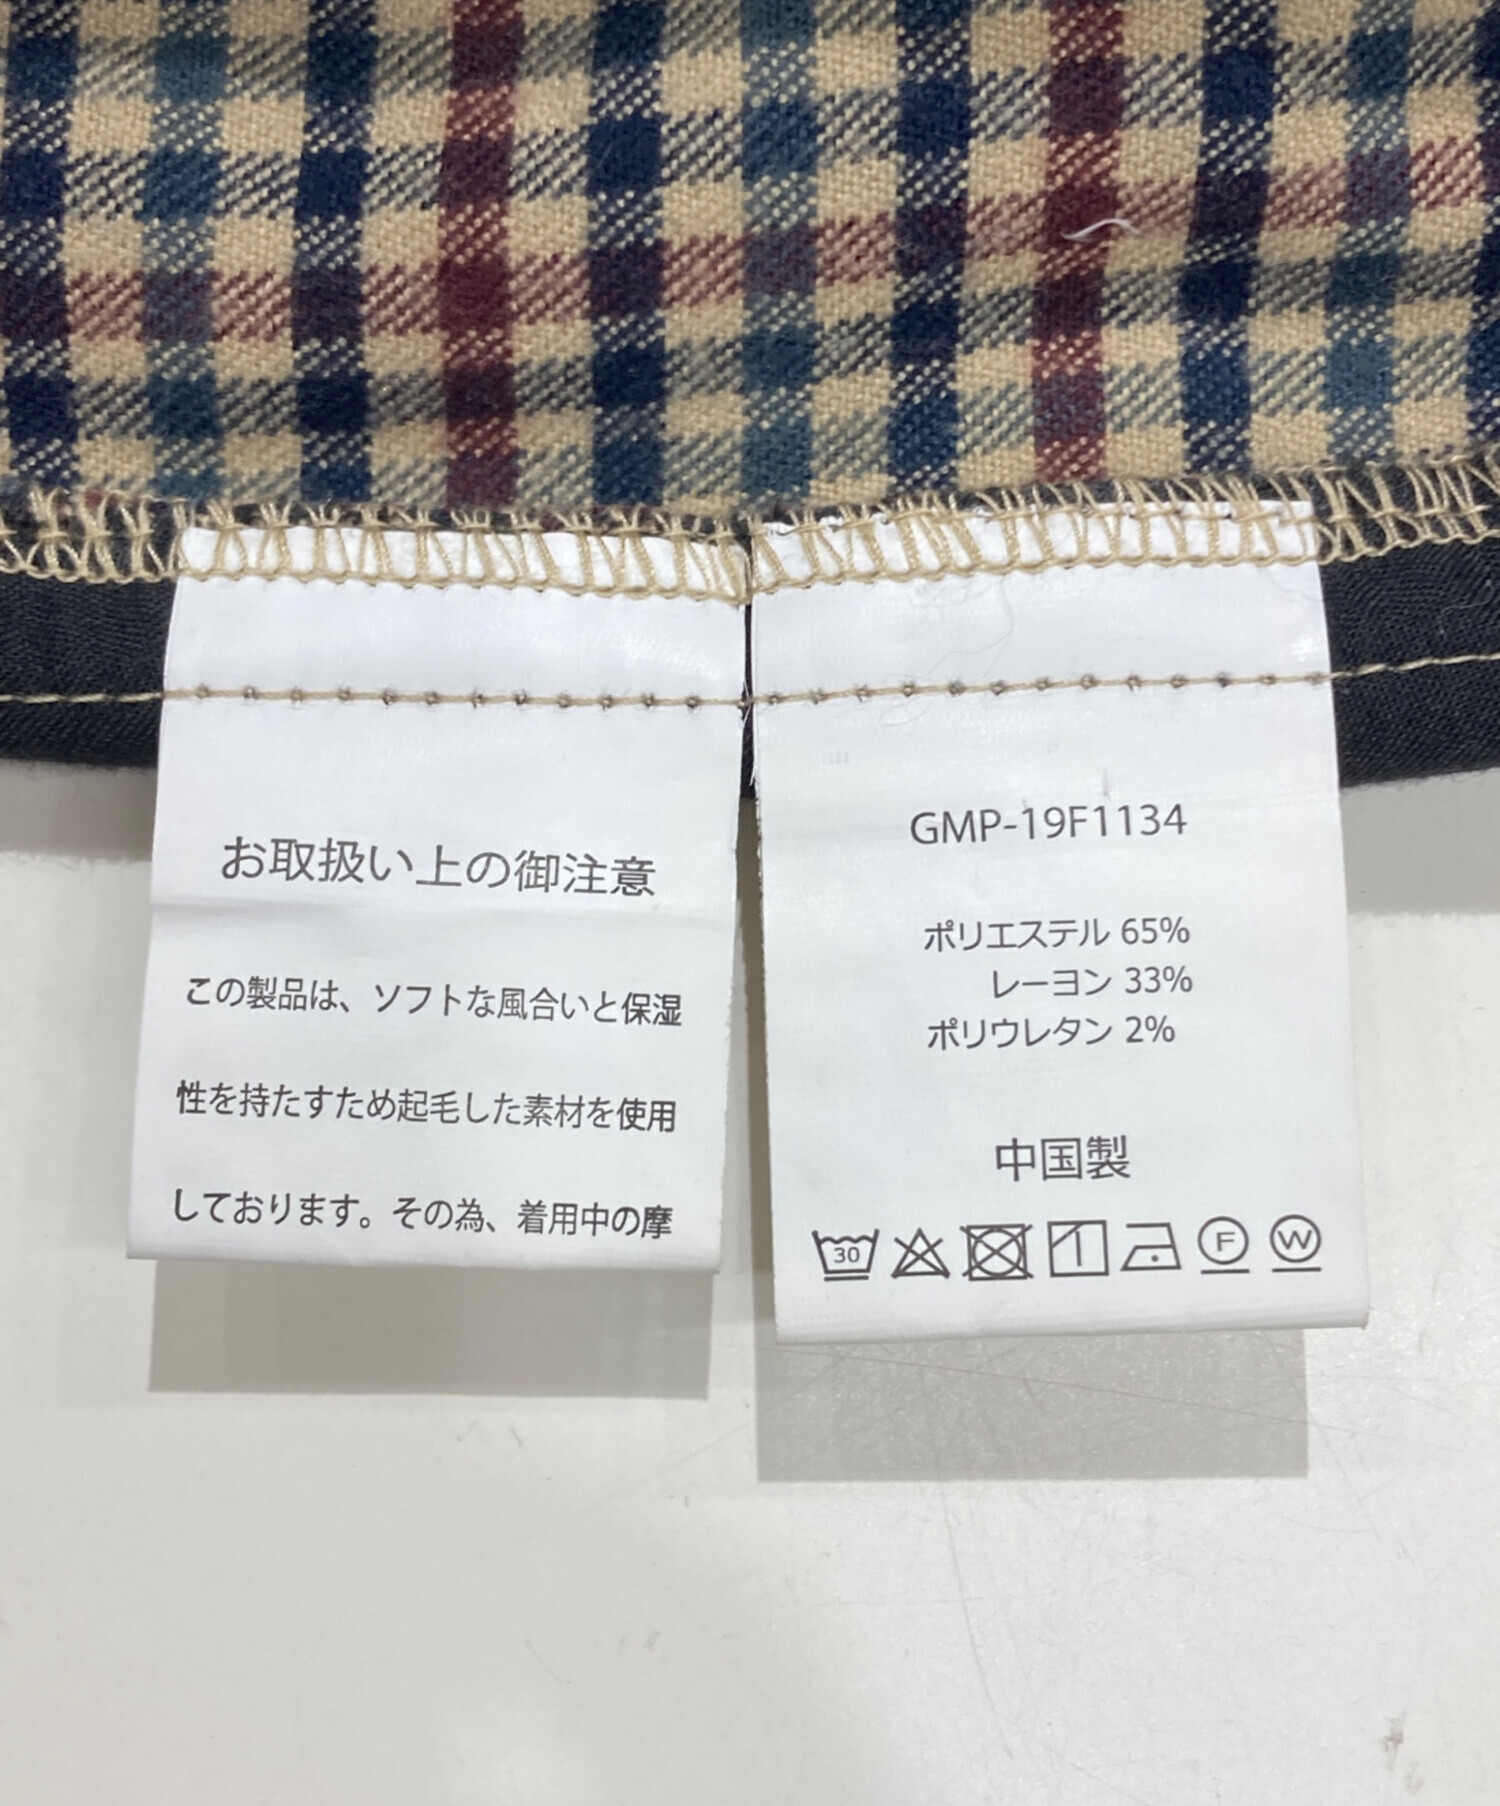 お取扱い上の御注意
この製品は、ソフトな風合いと保湿
性を持たすため起毛した素材を使用
しております。その為、着用中の摩
GMP-19F1134
ポリエステル 65%
レーヨン 33%
ポリウレタン 2%
中国製
30 F W